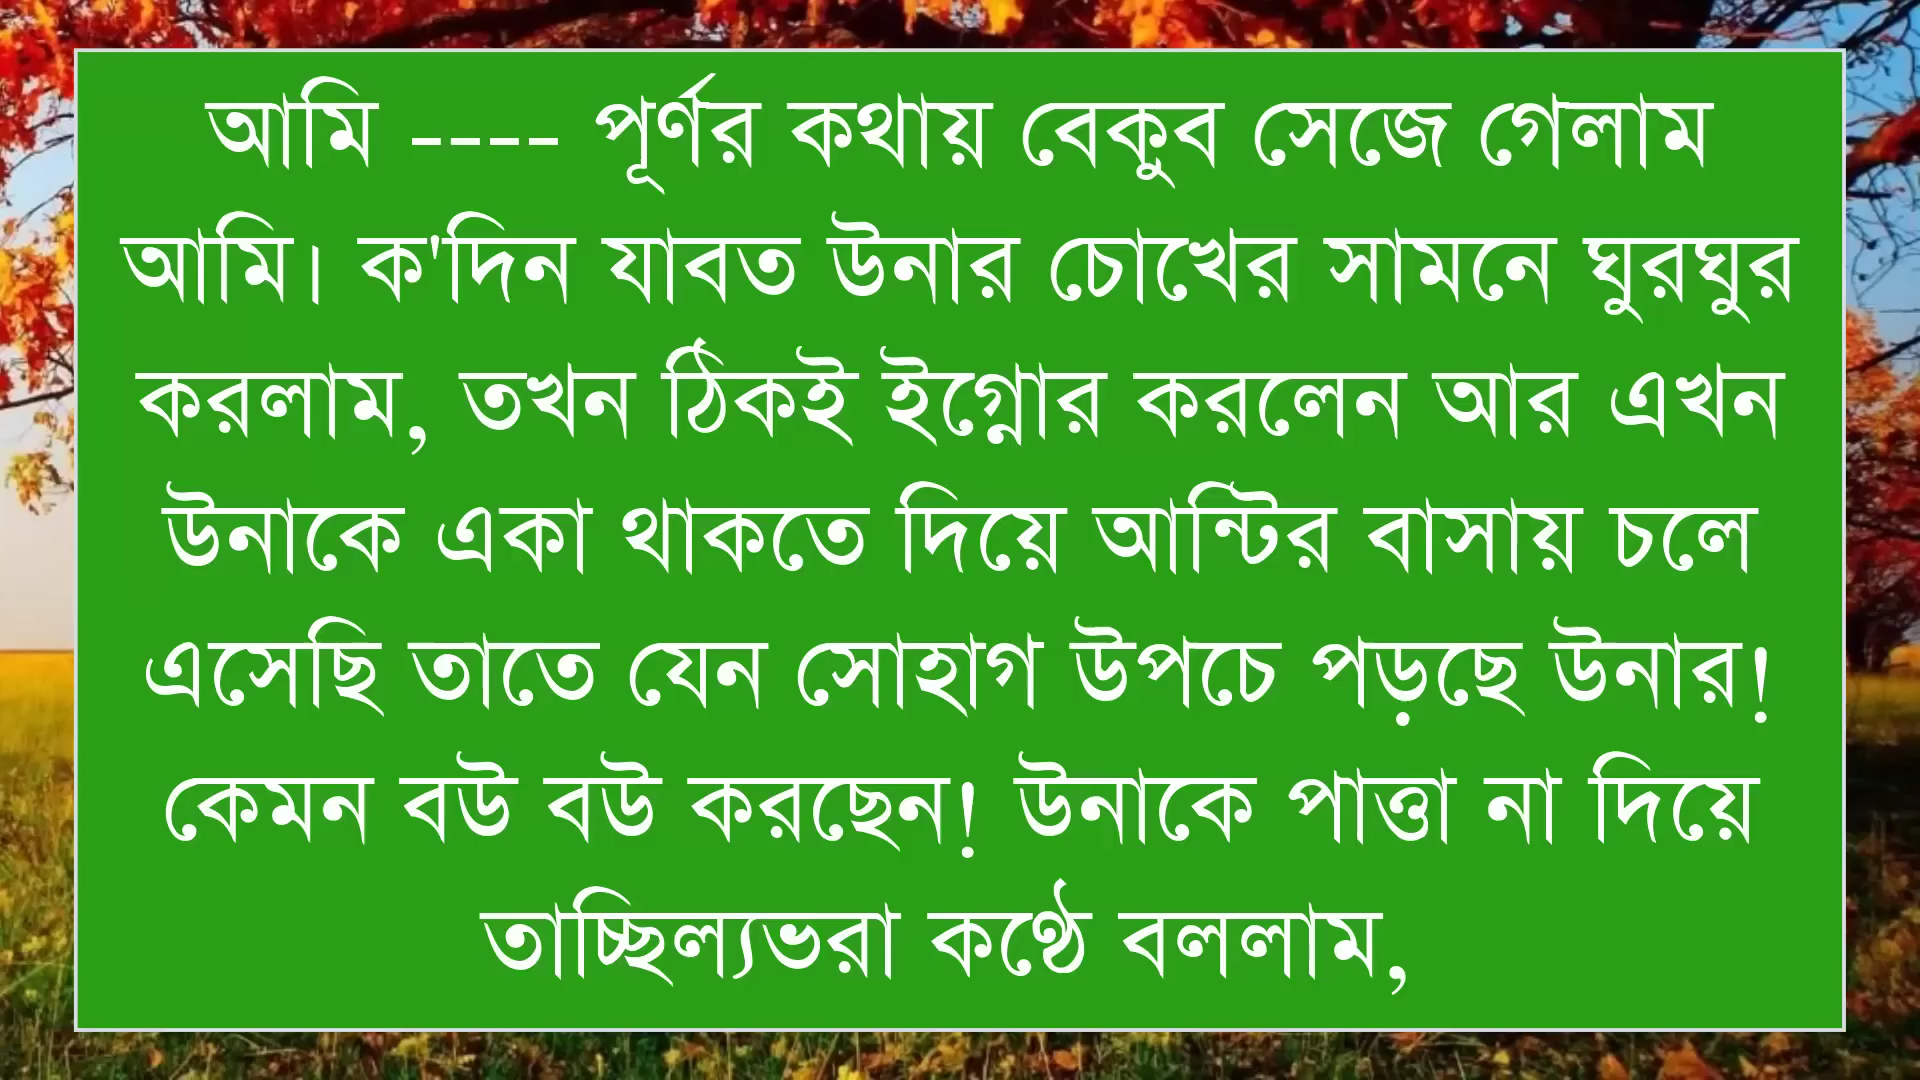 আমি ---- পূর্ণর কথায় বেকুব সেজে গেলাম
আমি। ক'দিন যাবত উনার চোখের সামনে ঘুরঘুর
করলাম, তখন ঠিকই ইগ্নোর করলেন আর এখন
উনাকে একা থাকতে দিয়ে আন্টির বাসায় চলে
এসেছি তাতে যেন সোহাগ উপচে পড়ছে উনার!
কেমন বউ বউ করছেন! উনাকে পাত্তা না দিয়ে
তাচ্ছিল্যভরা কণ্ঠে বললাম,